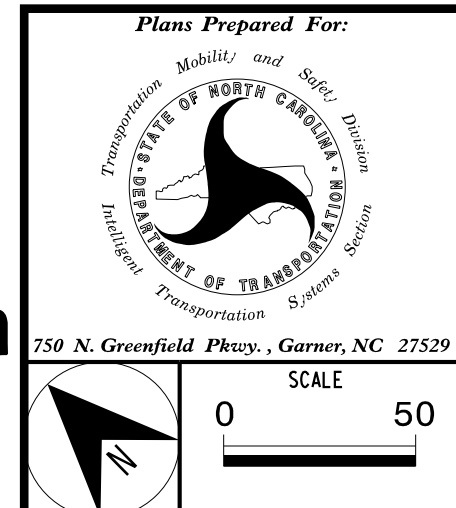 Plans Prepared For:
Transportation Mobility and Safety Division
STATE OF NORTH CAROLINA
DEPARTMENT OF TRANSPORTATION
Intelligent Transportation Systems Section
750 N. Greenfield Pkwy. , Garner, NC 27529
N
SCALE
0 50